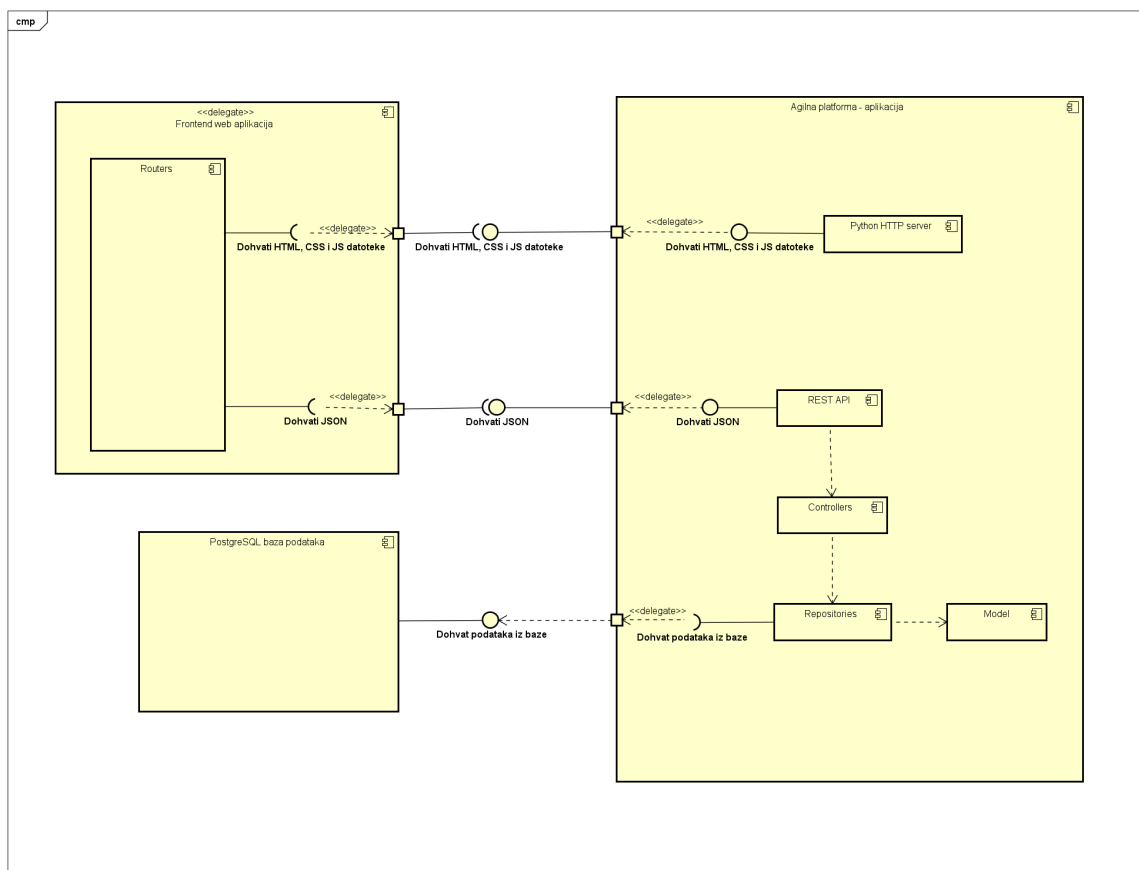 cmp
<<delegate>>
Frontend web aplikacija
Agilna platforma - aplikacija
Routers
<<delegate>>
Dohvati HTML, CSS i JS datoteke
Dohvati HTML, CSS i JS datoteke
<<delegate>>
Dohvati HTML, CSS i JS datoteke
Python HTTP server
<<delegate>>
Dohvati JSON
Dohvati JSON
<<delegate>>
Dohvati JSON
REST API
Controllers
PostgreSQL baza podataka
Dohvat podataka iz baze
<<delegate>>
Dohvat podataka iz baze
Repositories
Model